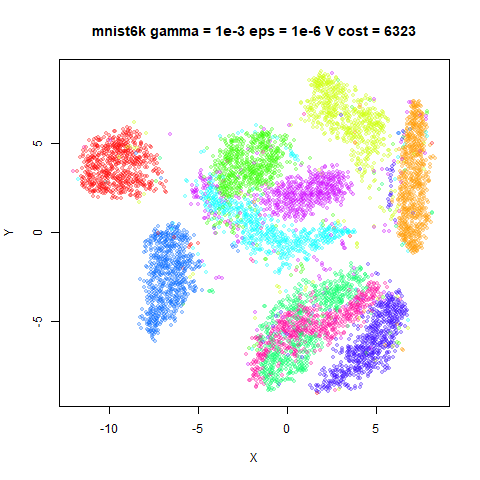 mnist6k gamma = 1e-3 eps = 1e-6 V cost = 6323
5
0
-5
Y
-10 -5 0 5
X